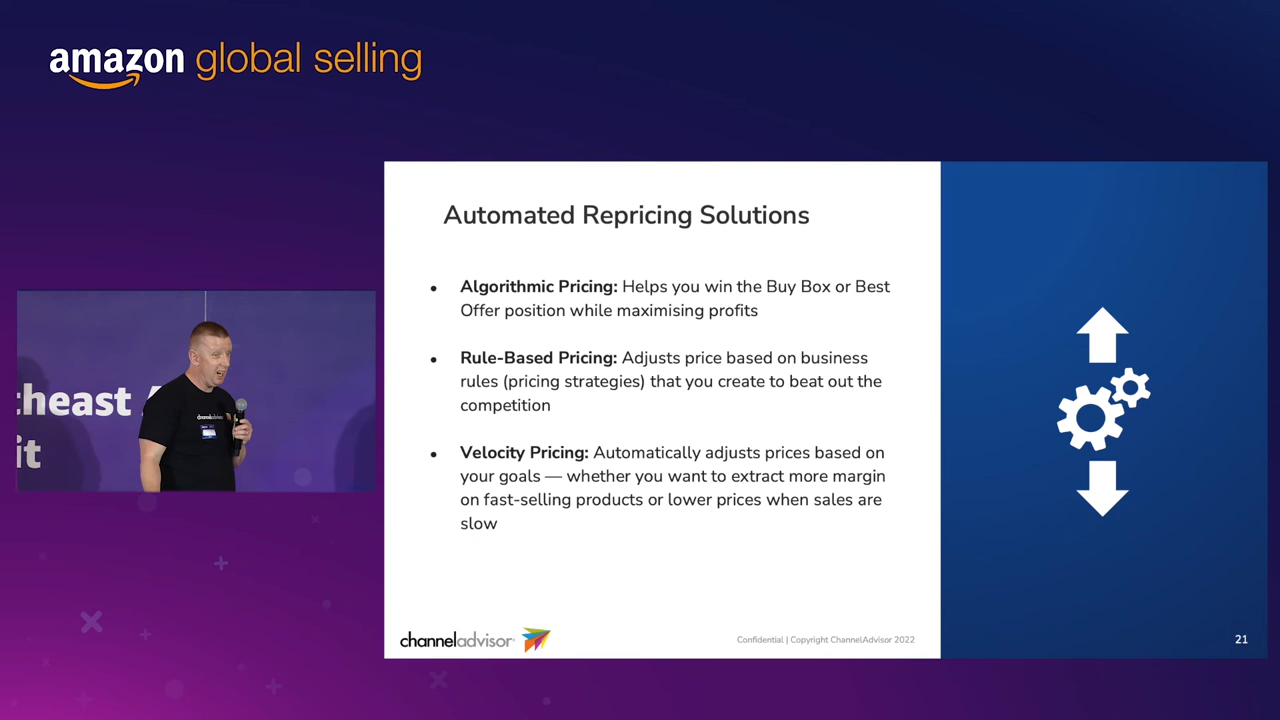 amazon global selling
Automated Repricing Solutions
• Algorithmic Pricing: Helps you win the Buy Box or Best
Offer position while maximising profits
• Rule-Based Pricing: Adjusts price based on business
rules (pricing strategies) that you create to beat out the
competition
• Velocity Pricing: Automatically adjusts prices based on
your goals — whether you want to extract more margin
on fast-selling products or lower prices when sales are
slow
theast
it
channeladvisor
channeladvisor
Confidential | Copyright ChannelAdvisor 2022
21